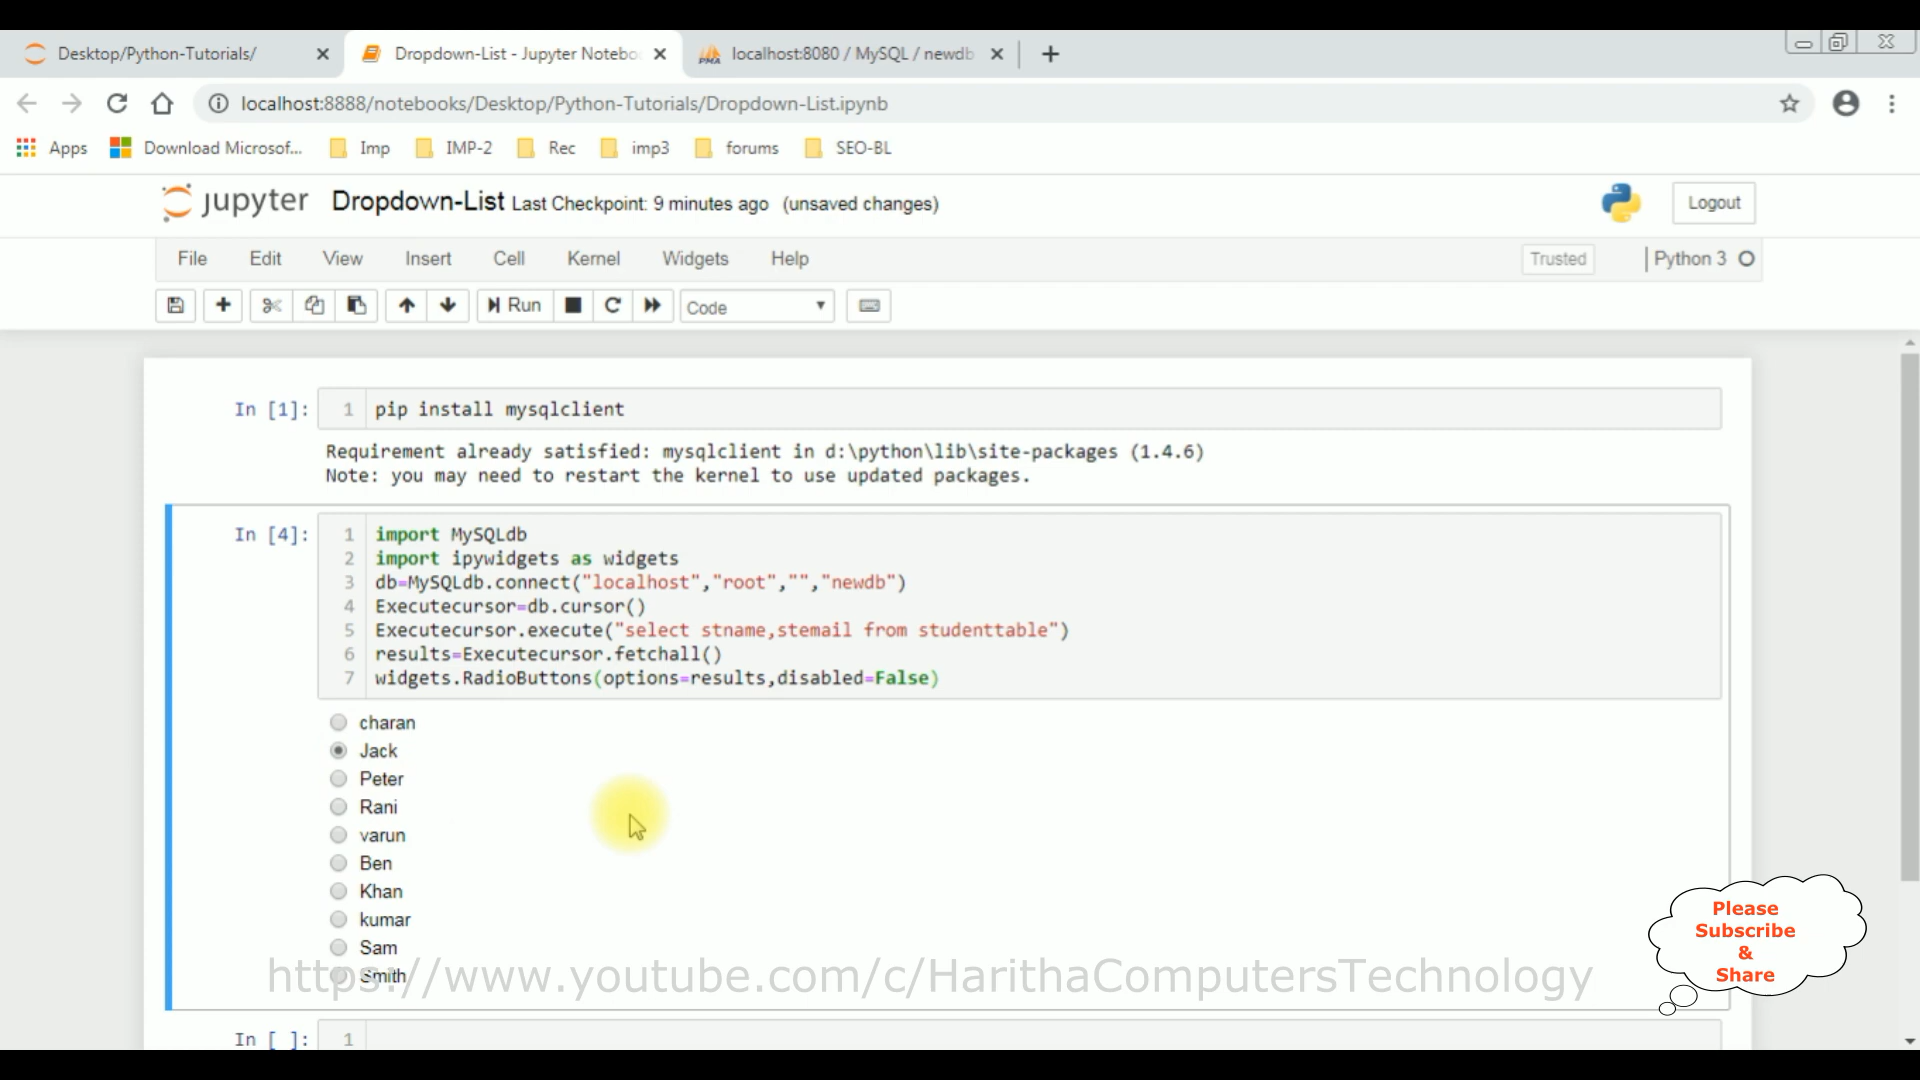 Desktop/Python-Tutorials/
Dropdown-List - Jupyter Notebo
localhost:8080 / MySQL / newdb
localhost:8888/notebooks/Desktop/Python-Tutorials/Dropdown-List.ipynb
Apps Download Microsof... Imp IMP-2 Rec imp3 forums SEO-BL
jupyter Dropdown-List Last Checkpoint: 9 minutes ago (unsaved changes)
Logout
File Edit View Insert Cell Kernel Widgets Help
Trusted
Python 3
Run
Code
In [1]: 1 pip install mysqlclient
Requirement already satisfied: mysqlclient in d:\python\lib\site-packages (1.4.6)
Note: you may need to restart the kernel to use updated packages.
In [4]: 1 import MySQLdb
2 import ipywidgets as widgets
3 db=MySQLdb.connect("localhost","root","","newdb")
4 Executecursor=db.cursor()
5 Executecursor.execute("select stname,stemail from studenttable")
6 results=Executecursor.fetchall()
7 widgets.RadioButtons(options=results,disabled=False)
charan
Jack
Peter
Rani
varun
Ben
Khan
kumar
Sam
Smith
https://www.youtube.com/c/HarithaComputersTechnology
Please
Subscribe
&
Share
In [ ]: 1